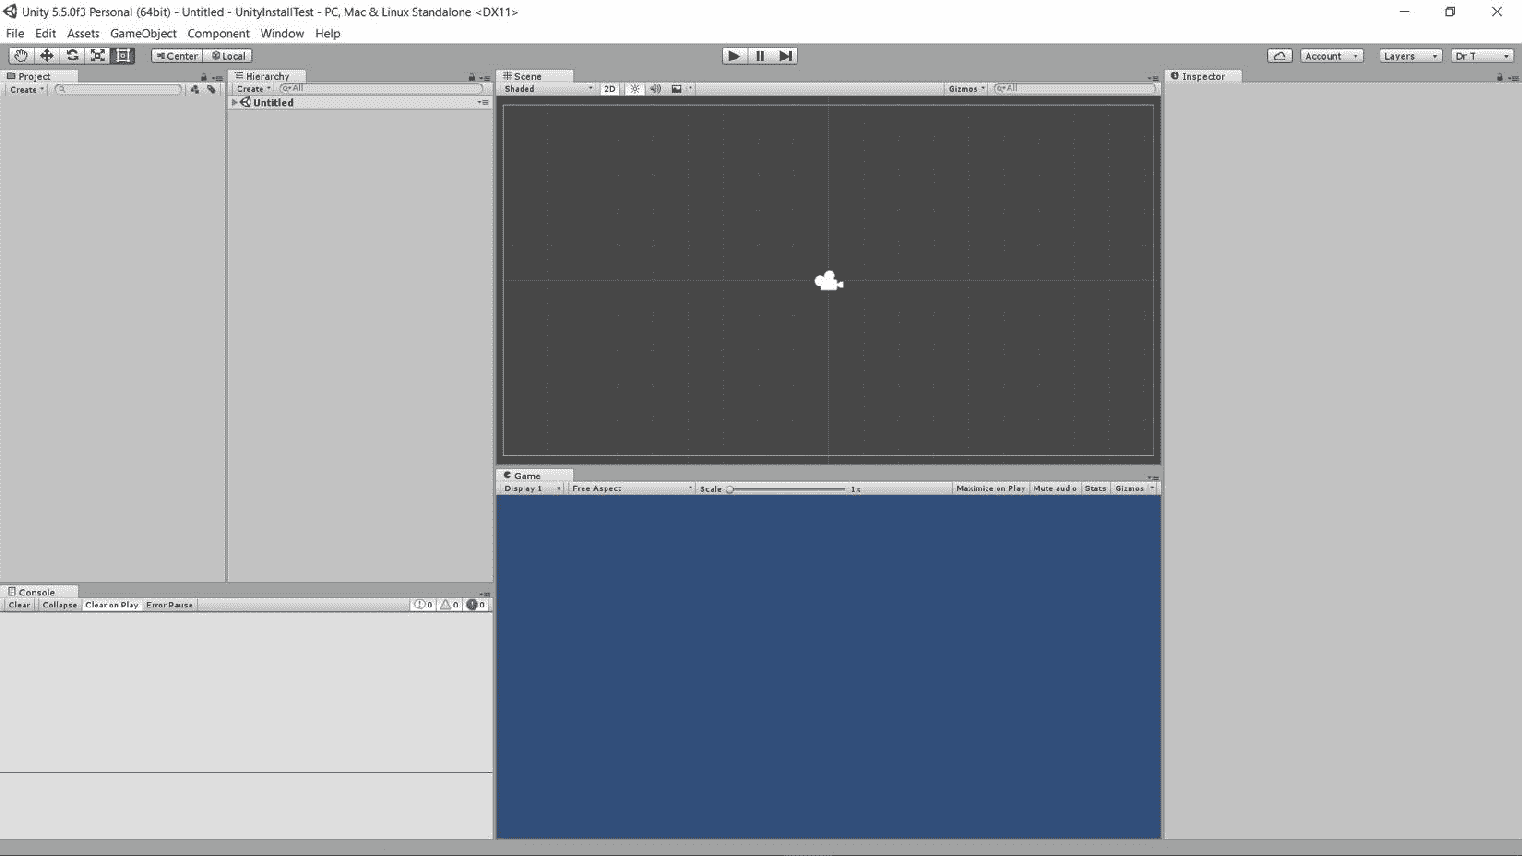 Unity 5.5.0f3 Personal (64bit) - Untitled - UnityInstallTest - PC, Mac & Linux Standalone <DX11>
File Edit Assets GameObject Component Window Help
Center Local Account Layers Dr T
Project Hierarchy Scene Inspector
Create Create All Shaded 2D Gizmos All
Untitled
Game
Display 1 Free Aspect Scale 1x Maximize on Play Mute audio Stats Gizmos
Console
Clear Collapse Clear on Play Error Pause 0 0 0